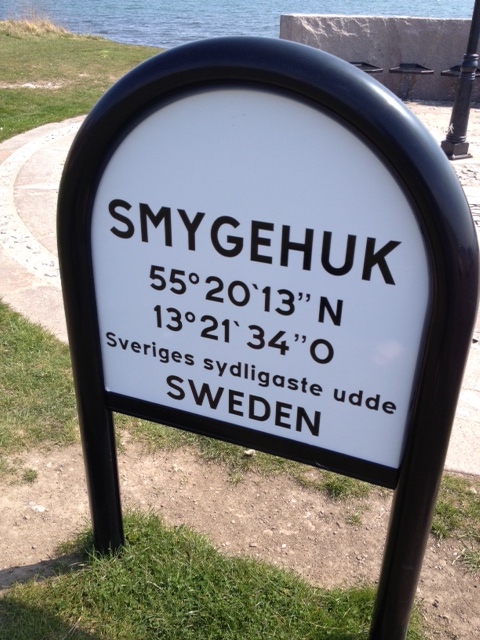 SMYGEHUK
55°20`13”N
13°21`34”O
Sveriges sydligaste udde
SWEDEN